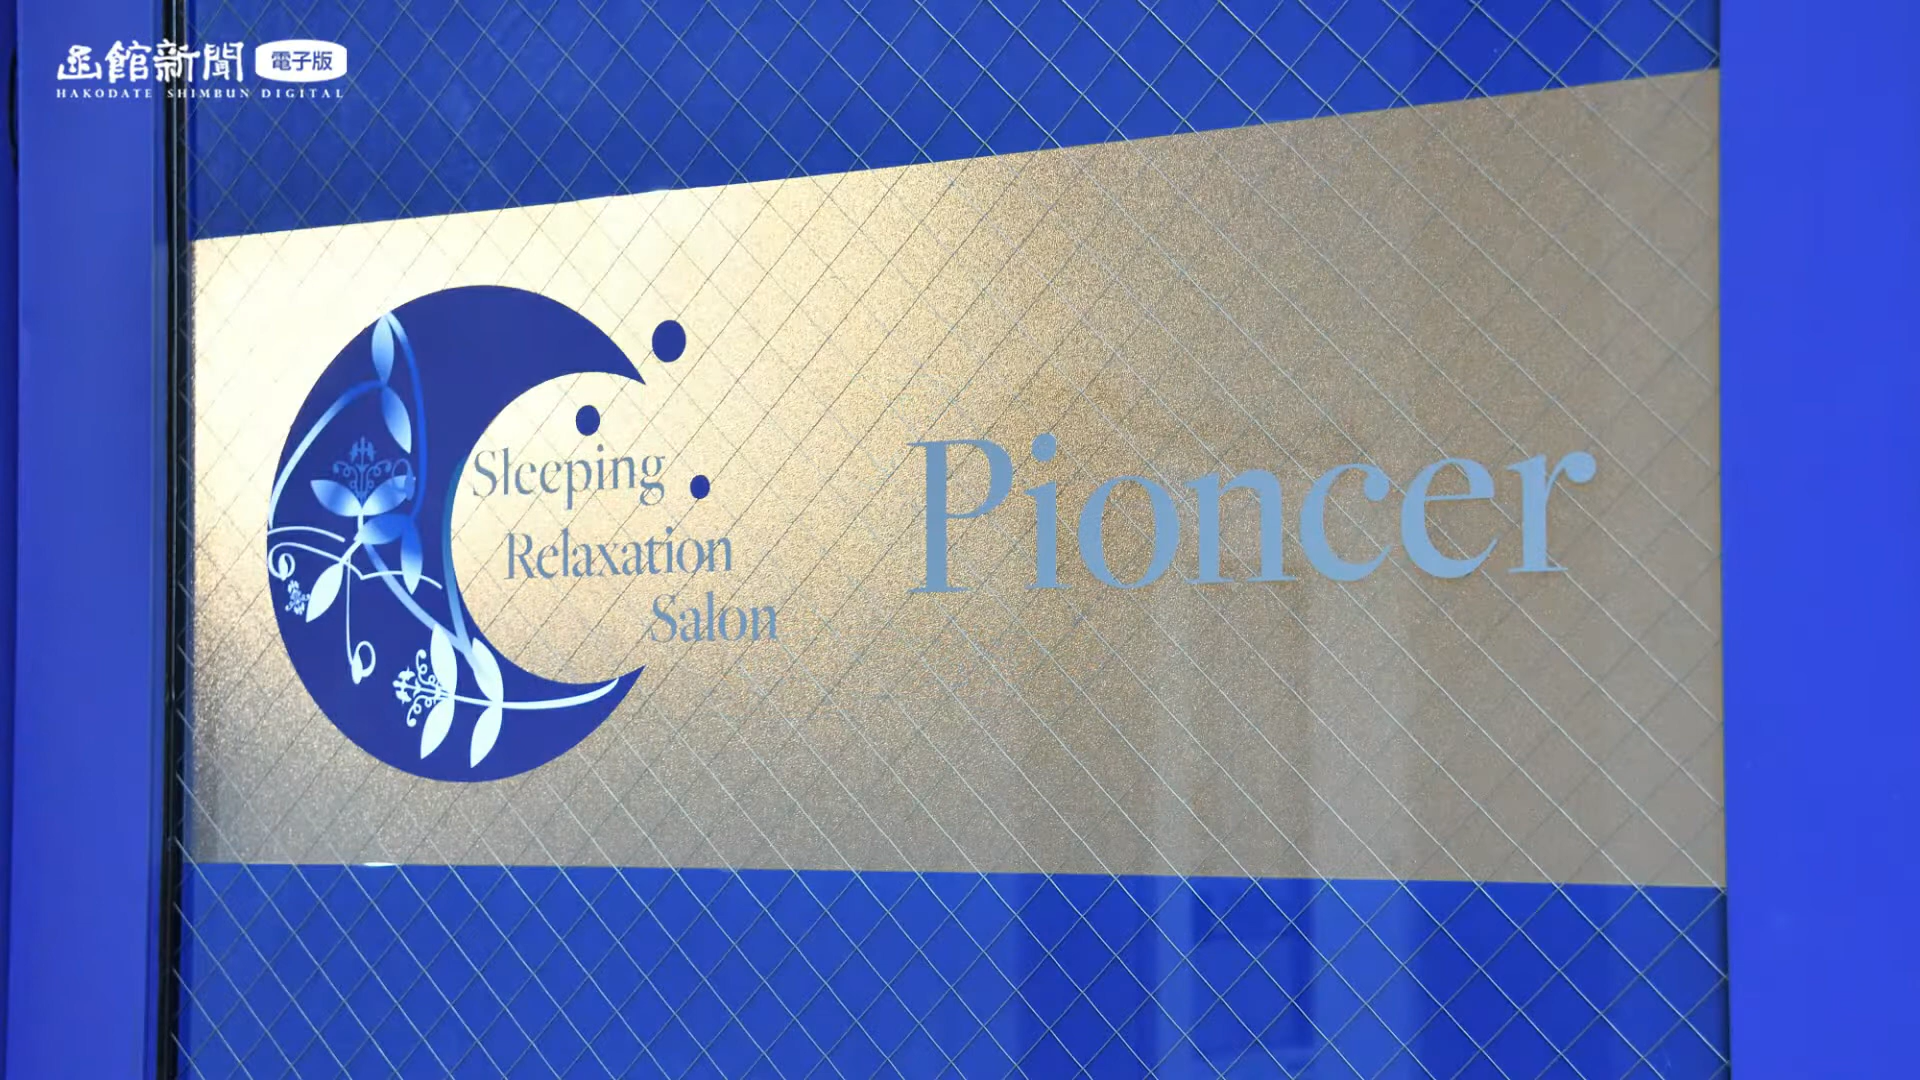 函館新聞 電子版
HAKODATE SHIMBUN DIGITAL
Sleeping
Relaxation
Salon
Pioncer